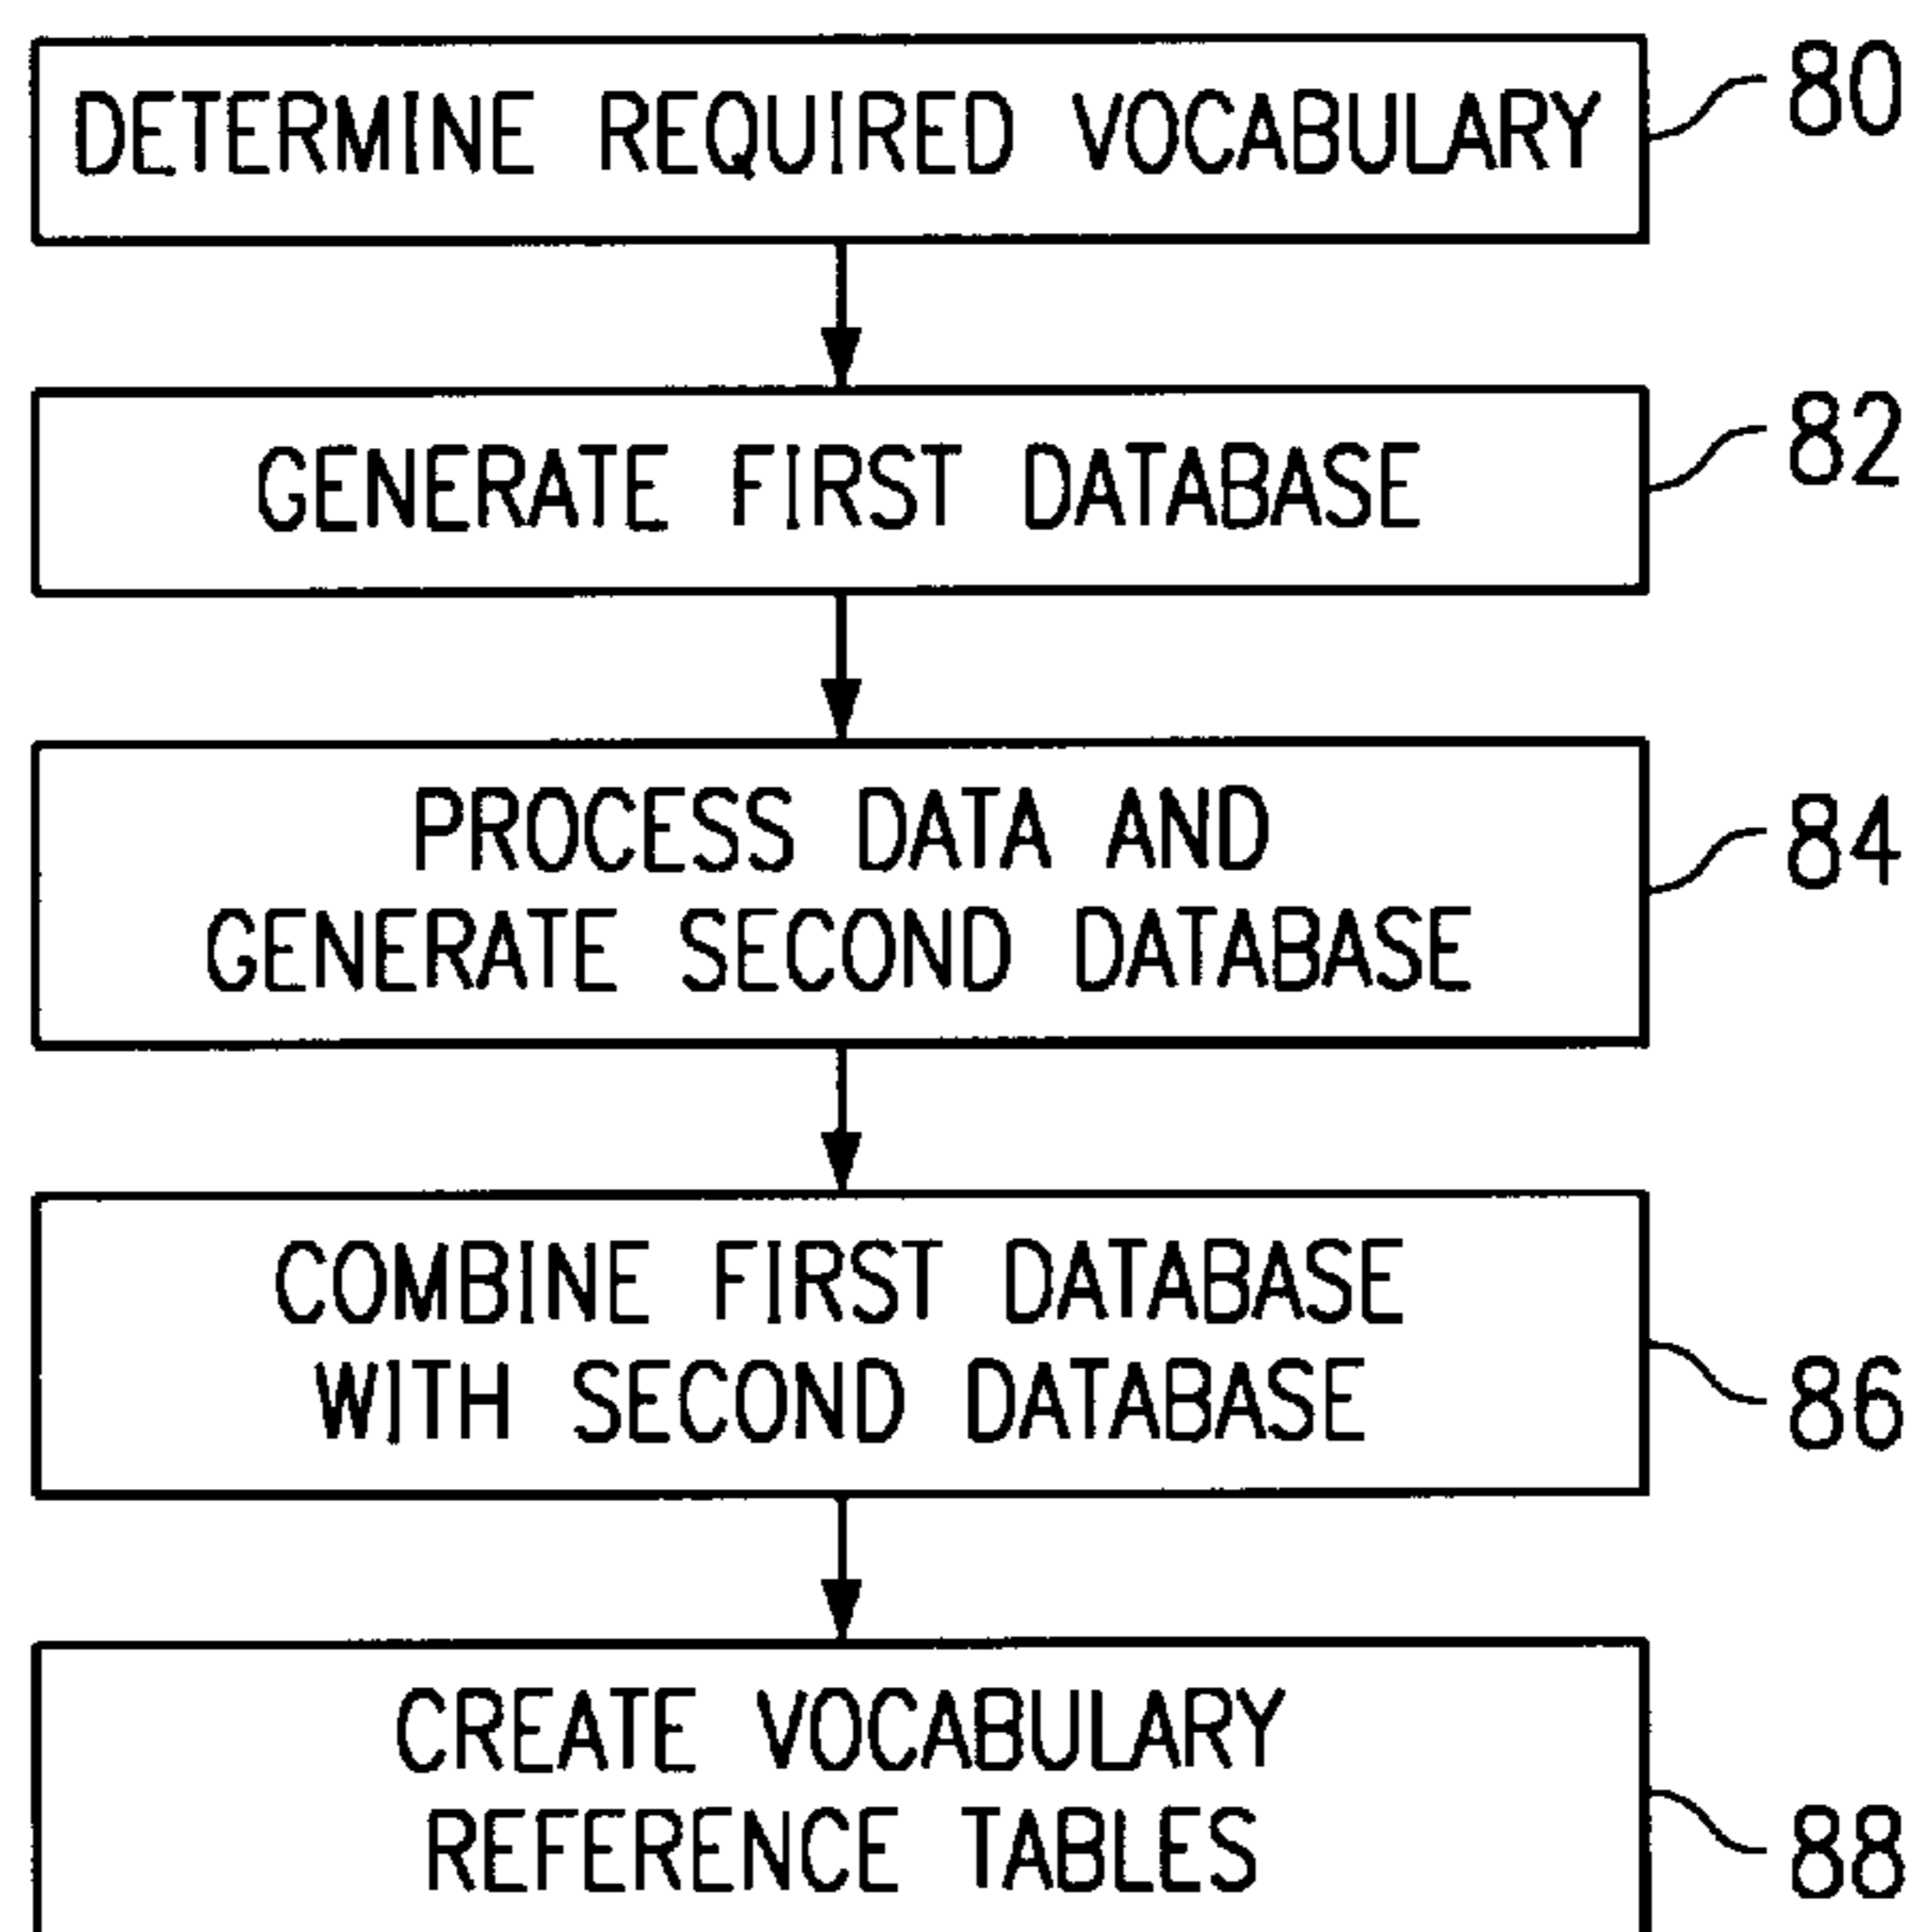 DETERMINE REQUIRED VOCABULARY
80
GENERATE FIRST DATABASE
82
PROCESS DATA AND
GENERATE SECOND DATABASE
84
COMBINE FIRST DATABASE
WITH SECOND DATABASE
86
CREATE VOCABULARY
REFERENCE TABLES
88